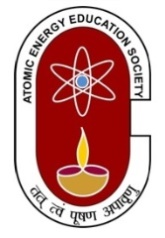 ATOMIC ENERGY EDUCATION SOCIETY
तत् त्वं पूषण अपावृणु